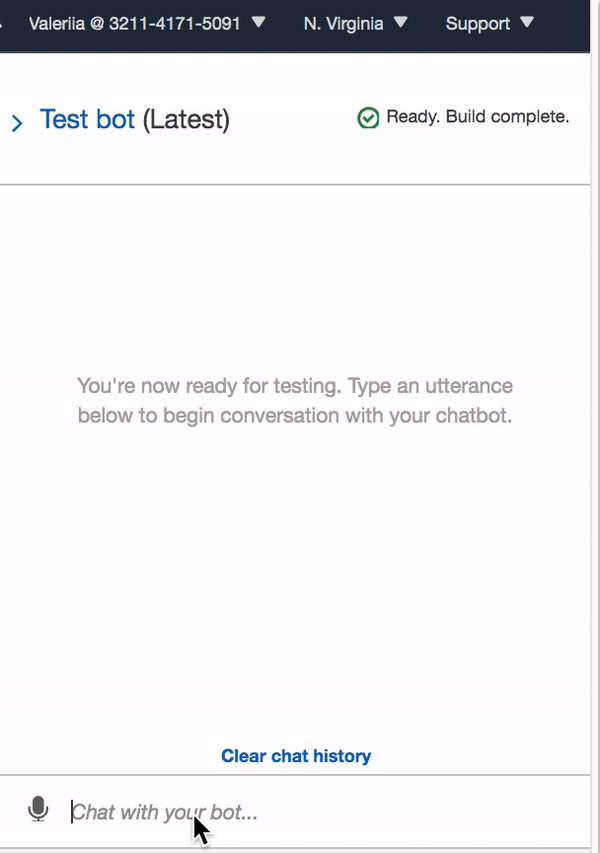 Valeriia @ 3211-4171-5091 N. Virginia Support
Test bot (Latest) Ready. Build complete.
You're now ready for testing. Type an utterance
below to begin conversation with your chatbot.
Clear chat history
Chat with your bot...